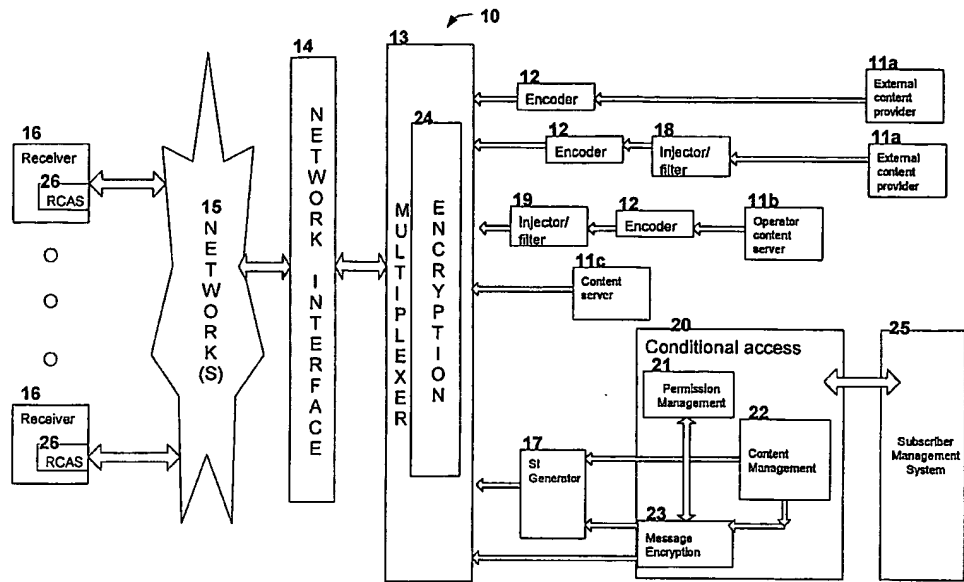 10
14
NETWORK INTERFACE
13
MULTIPLEXER
24
ENCRYPTION
12
Encoder
11a
External
content
provider
12
Encoder
18
Injector/
filter
11a
External
content
provider
16
Receiver
26
RCAS
15
NETWORK
(S)
19
Injector/
filter
12
Encoder
11b
Operator
content
server
11c
Content
server
20
Conditional access
21
Permission
Management
22
Content
Management
25
Subscriber
Management
System
16
Receiver
26
RCAS
17
SI
Generator
23
Message
Encryption